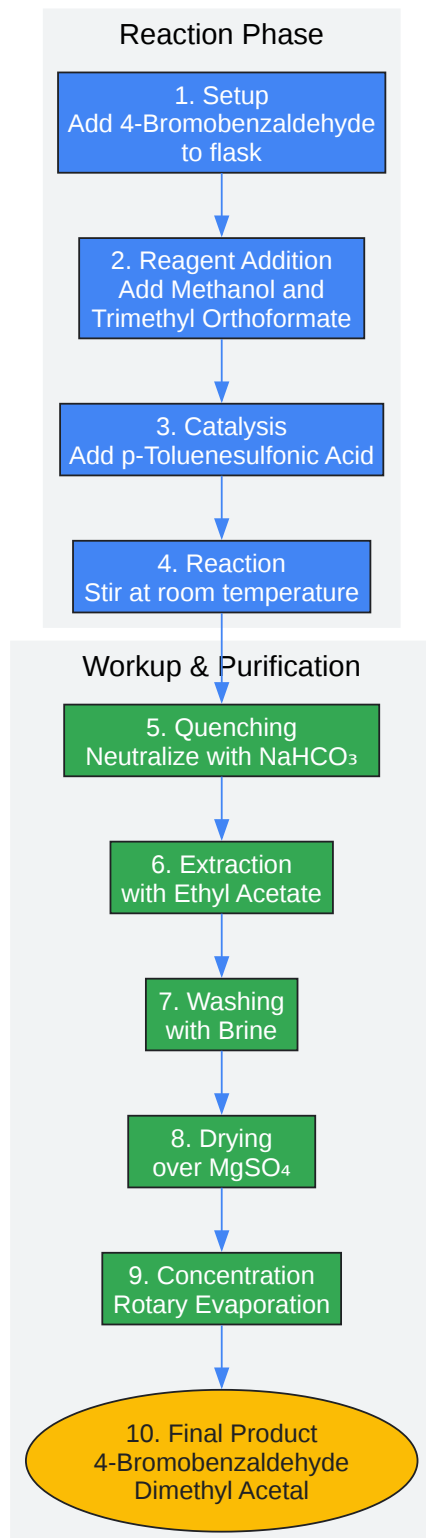 Reaction Phase
1. Setup
Add 4-Bromobenzaldehyde
to flask
2. Reagent Addition
Add Methanol and
Trimethyl Orthoformate
3. Catalysis
Add p-Toluenesulfonic Acid
4. Reaction
Stir at room temperature
Workup & Purification
5. Quenching
Neutralize with NaHCO₃
6. Extraction
with Ethyl Acetate
7. Washing
with Brine
8. Drying
over MgSO₄
9. Concentration
Rotary Evaporation
10. Final Product
4-Bromobenzaldehyde
Dimethyl Acetal